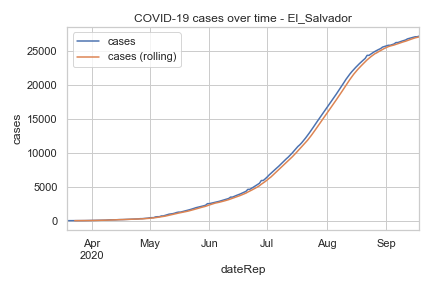 COVID-19 cases over time - El_Salvador
cases
cases (rolling)
25000
20000
15000
10000
5000
0
cases
Apr
2020
May
Jun
Jul
Aug
Sep
dateRep